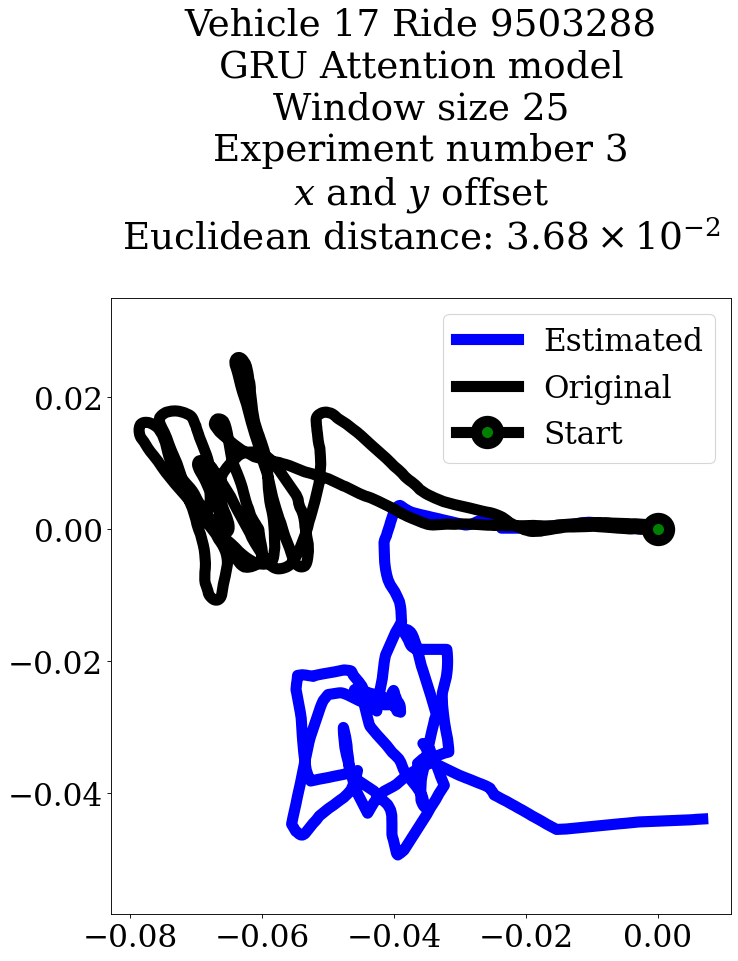 Vehicle 17 Ride 9503288
GRU Attention model
Window size 25
Experiment number 3
x and y offset
Euclidean distance: 3.68 × 10⁻²
Estimated
Original
Start
0.02
0.00
−0.02
−0.04
−0.08 −0.06 −0.04 −0.02 0.00